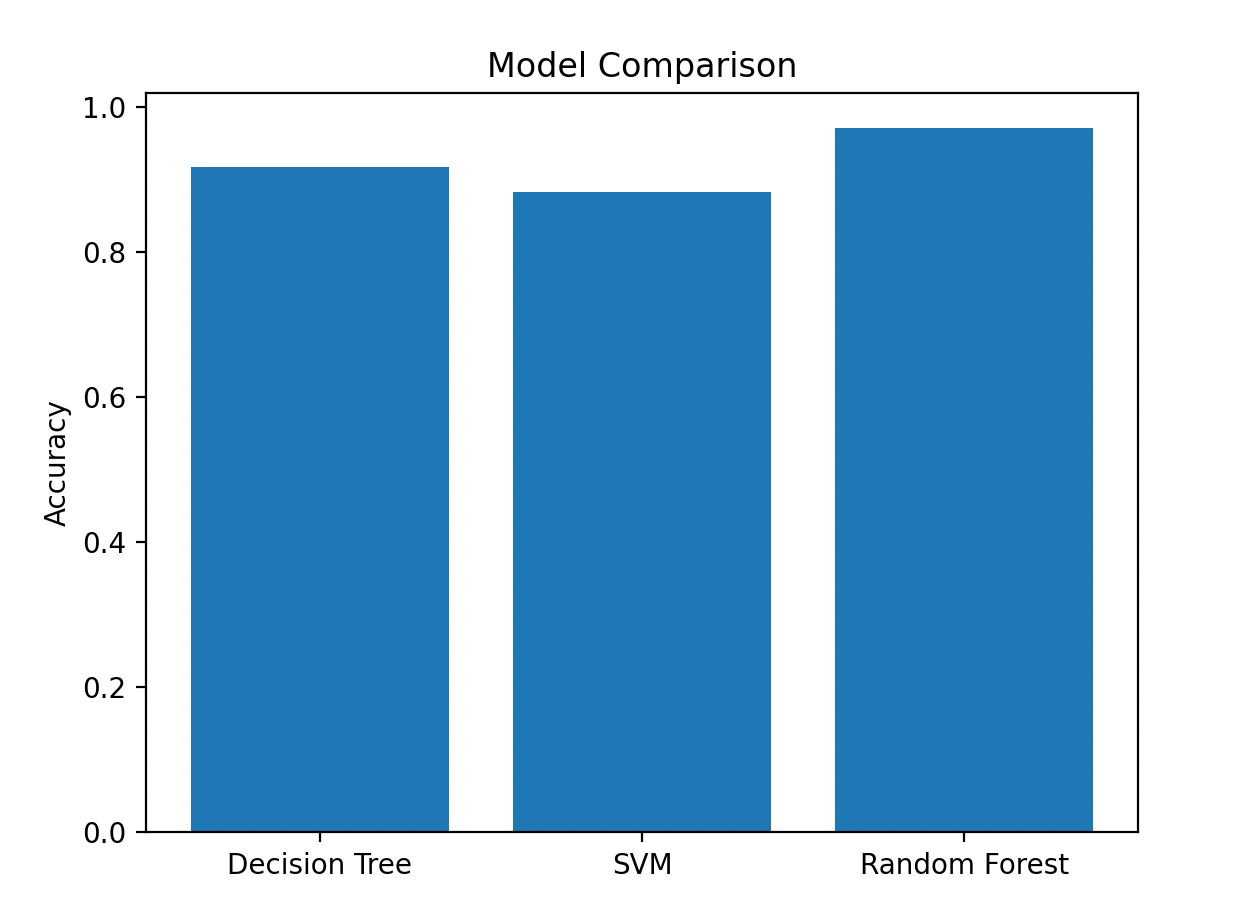 Model Comparison
1.0
0.8
0.6
0.4
0.2
0.0
Accuracy
Decision Tree
SVM
Random Forest